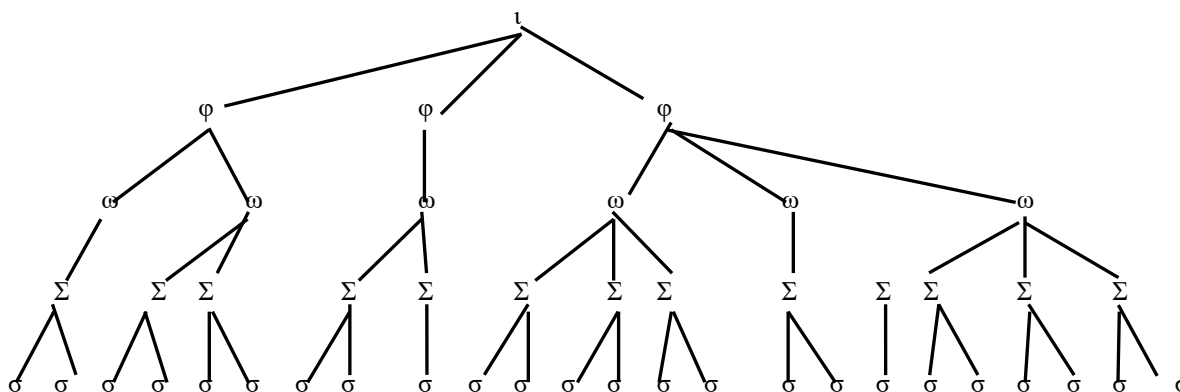 ι
φ φ φ
ω ω ω ω ω ω
Σ Σ Σ Σ Σ Σ Σ Σ Σ Σ Σ Σ Σ
σ σ σ σ σ σ σ σ σ σ σ σ σ σ σ σ σ σ σ σ σ σ σ σ